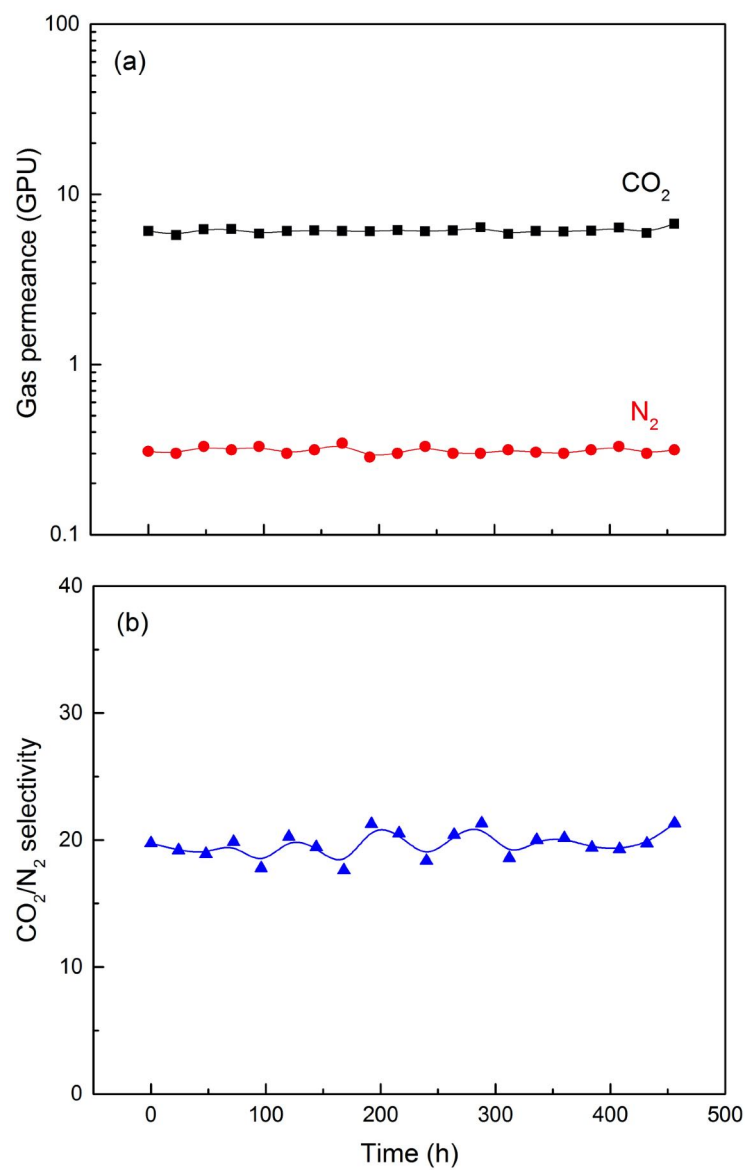 100
(a)
10
CO₂
Gas permeance (GPU)
1
N₂
0.1
40
(b)
30
20
CO₂/N₂ selectivity
10
0
0 100 200 300 400 500
Time (h)